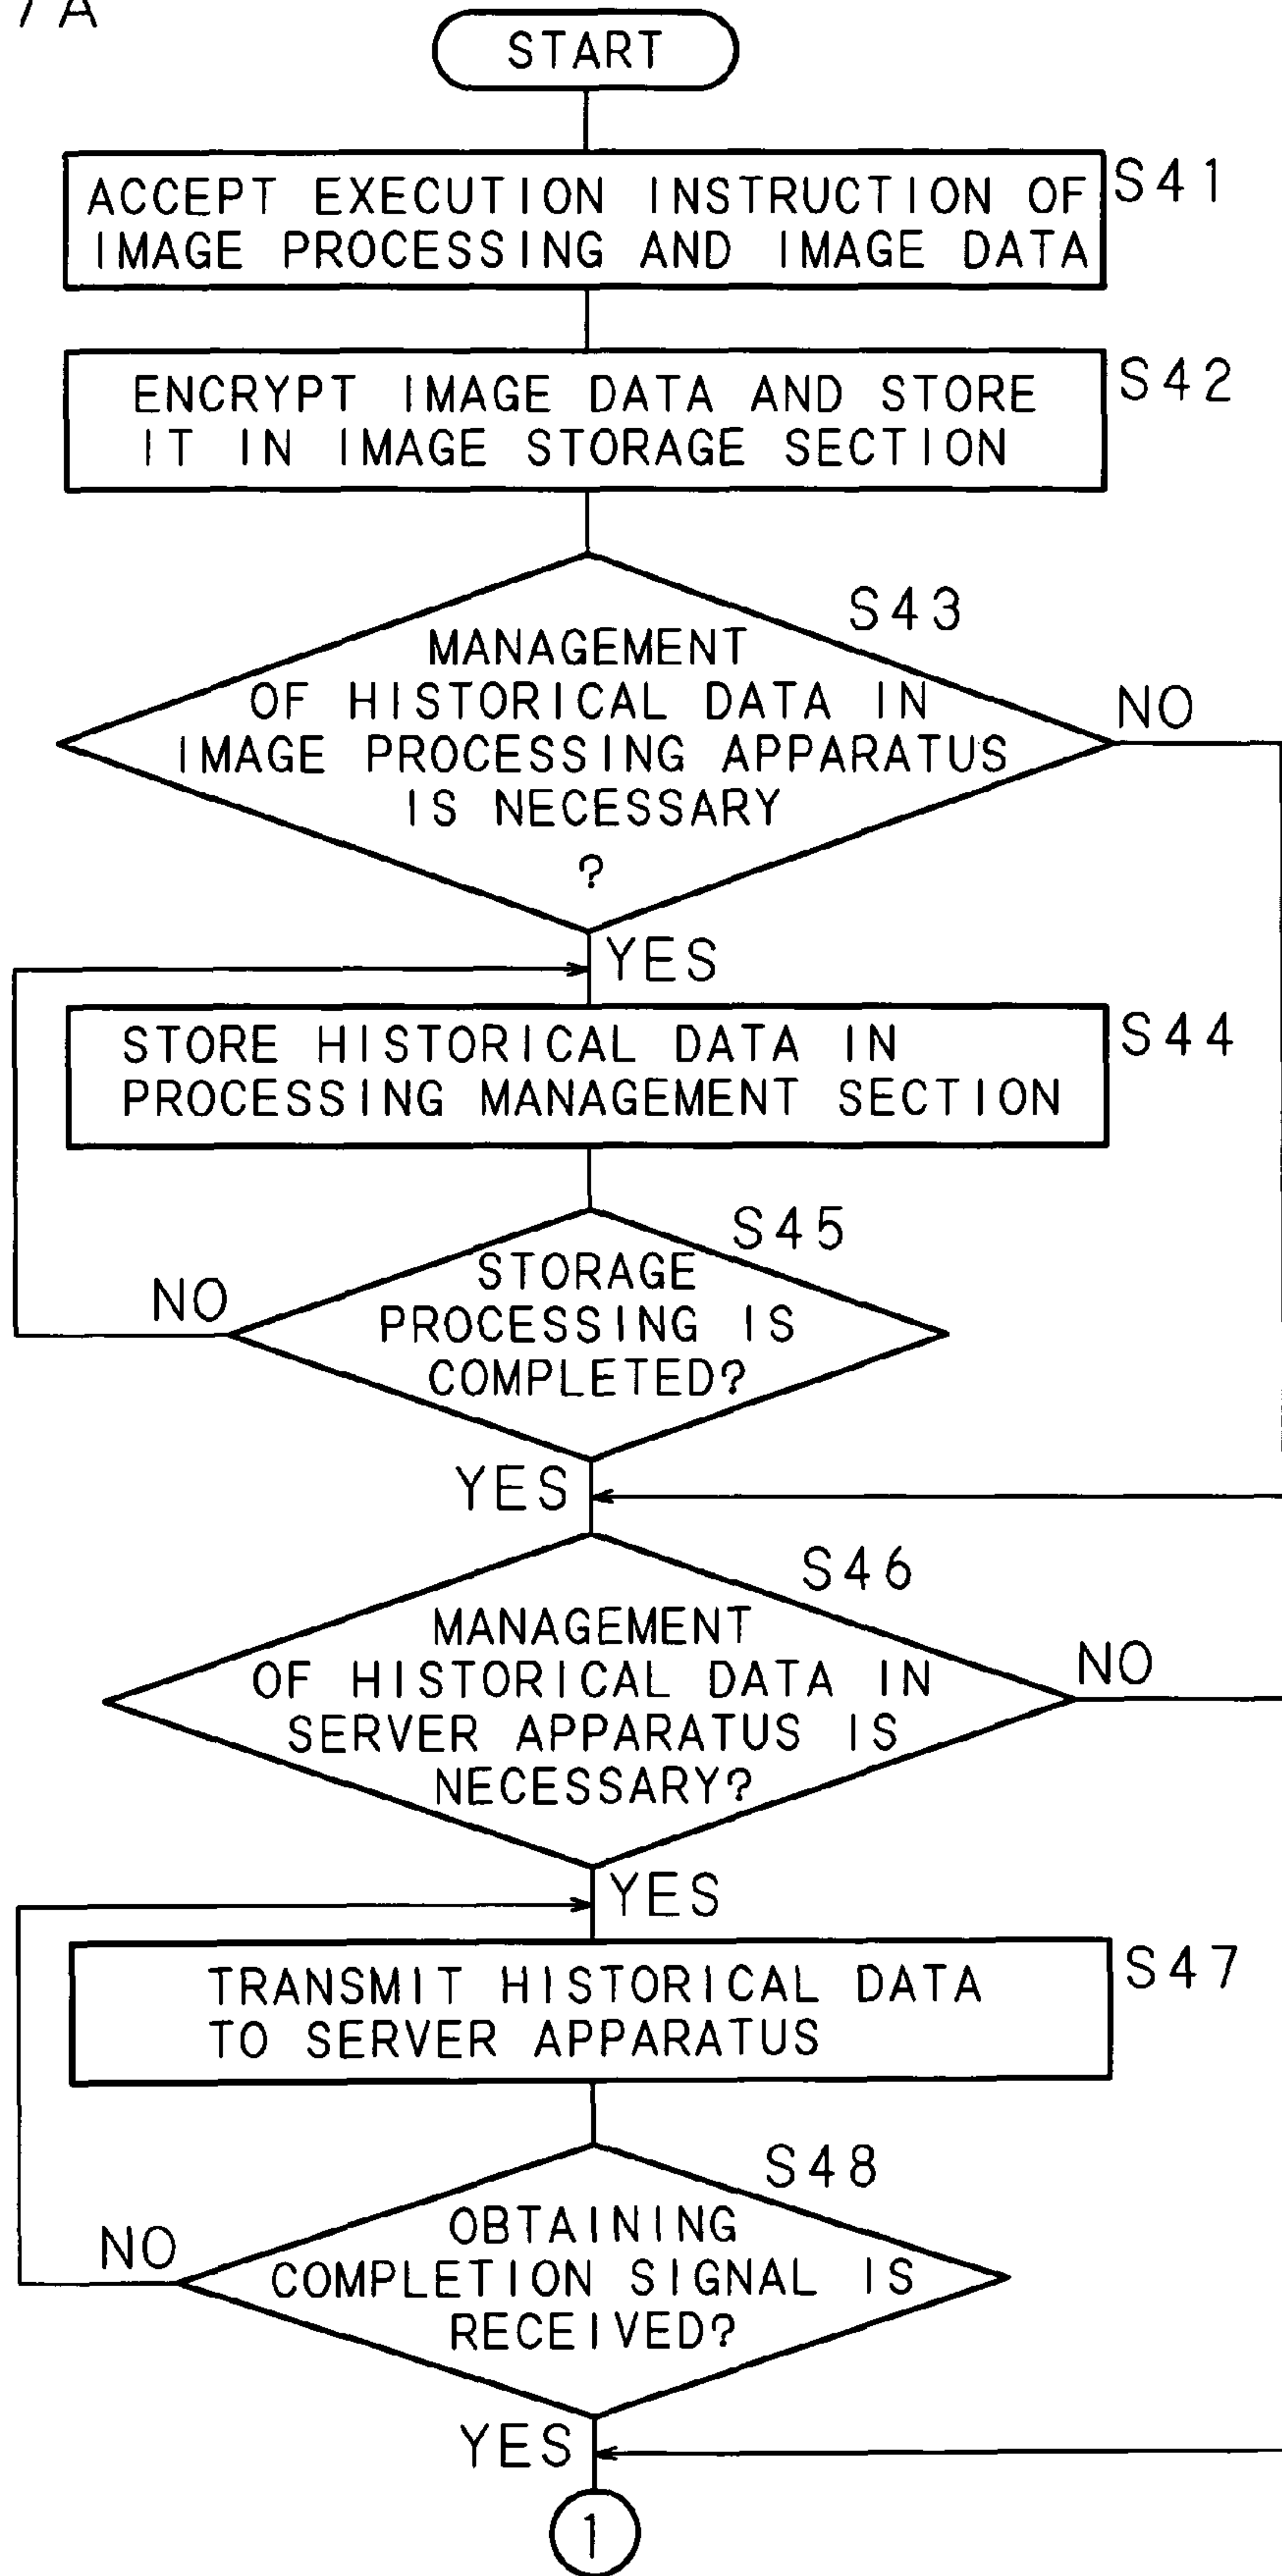 7A
START
ACCEPT EXECUTION INSTRUCTION OF
IMAGE PROCESSING AND IMAGE DATA
S41
ENCRYPT IMAGE DATA AND STORE
IT IN IMAGE STORAGE SECTION
S42
S43
MANAGEMENT
OF HISTORICAL DATA IN
IMAGE PROCESSING APPARATUS
IS NECESSARY
?
NO
YES
STORE HISTORICAL DATA IN
PROCESSING MANAGEMENT SECTION
S44
S45
STORAGE
PROCESSING IS
COMPLETED?
NO
YES
S46
MANAGEMENT
OF HISTORICAL DATA IN
SERVER APPARATUS IS
NECESSARY?
NO
YES
TRANSMIT HISTORICAL DATA
TO SERVER APPARATUS
S47
S48
OBTAINING
COMPLETION SIGNAL IS
RECEIVED?
NO
YES
1